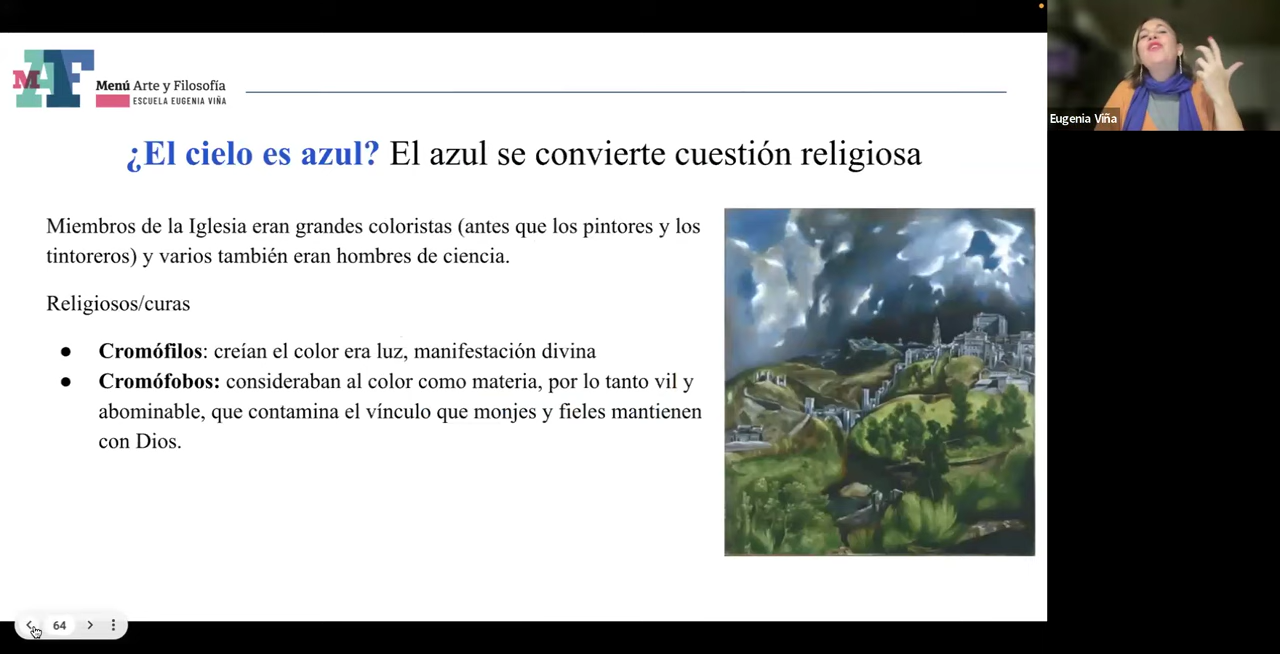 MAF
Menú Arte y Filosofía
ESCUELA EUGENIA VIÑA
Eugenia Viña
¿El cielo es azul? El azul se convierte cuestión religiosa
Miembros de la Iglesia eran grandes coloristas (antes que los pintores y los
tintoreros) y varios también eran hombres de ciencia.
Religiosos/curas
● Cromófilos: creían el color era luz, manifestación divina
● Cromófobos: consideraban al color como materia, por lo tanto vil y
abominable, que contamina el vínculo que monjes y fieles mantienen
con Dios.
64